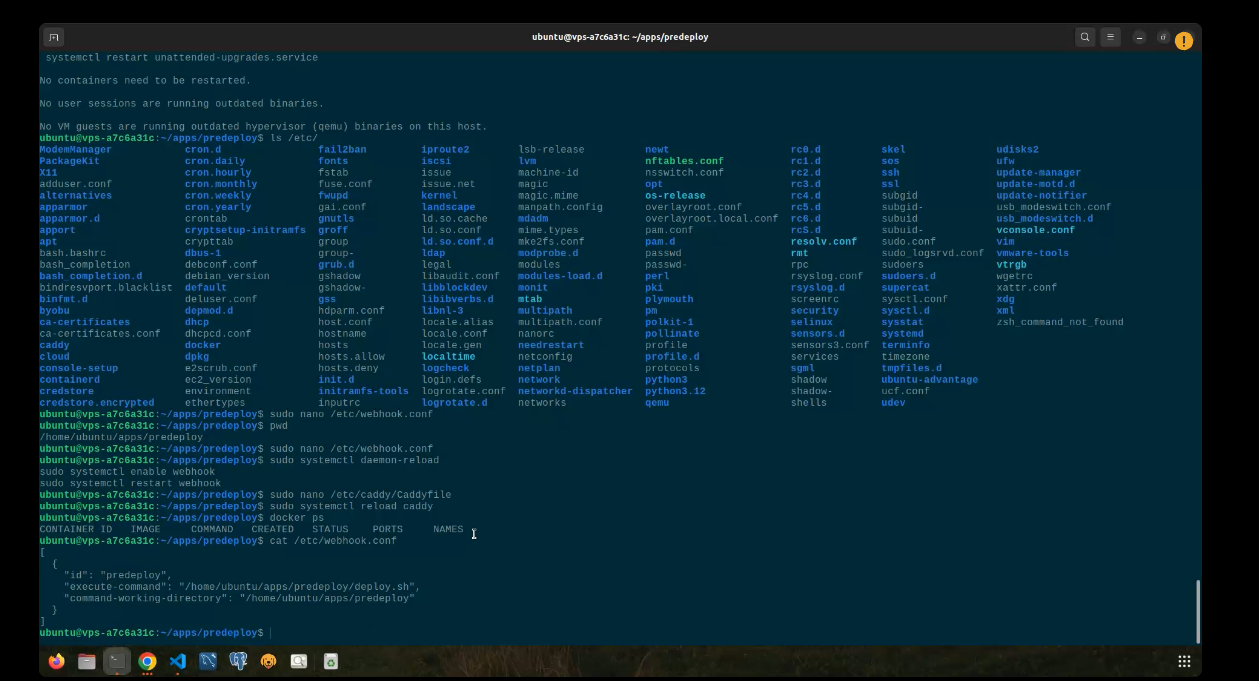 ubuntu@vps-a7c6a31c: ~/apps/predeploy
systemctl restart unattended-upgrades.service
No containers need to be restarted.
No user sessions are running outdated binaries.
No VM guests are running outdated hypervisor (qemu) binaries on this host.
ubuntu@vps-a7c6a31c:~/apps/predeploy$ ls /etc/
ModemManager cron.d fail2ban iproute2 lsb-release newt rc0.d skel udisks2
PackageKit cron.daily fonts iscsi lvm nftables.conf rc1.d sos ufw
X11 cron.hourly fstab issue machine-id nsswitch.conf rc2.d ssh update-manager
adduser.conf cron.monthly fuse.conf issue.net magic opt rc3.d ssl update-motd.d
alternatives cron.weekly fwupd kernel magic.mime os-release rc4.d subgid update-notifier
apparmor cron.yearly gai.conf landscape manpath.config overlayroot.conf rc5.d subgid- usb_modeswitch.conf
apparmor.d crontab gnutls ld.so.cache mdadm overlayroot.local.conf rc6.d subuid usb_modeswitch.d
apport cryptsetup-initramfs groff ld.so.conf mime.types pam.conf rcS.d subuid- vconsole.conf
apt crypttab group ld.so.conf.d mke2fs.conf pam.d resolv.conf sudo.conf vim
bash.bashrc dbus-1 group- ldap modprobe.d passwd rmt sudo_logsrvd.conf vmware-tools
bash_completion debconf.conf grub.d legal modules passwd- rpc sudoers vtrgb
bash_completion.d debian_version gshadow libaudit.conf modules-load.d perl rsyslog.conf sudoers.d wgetrc
bindresvport.blacklist default gshadow- libblockdev monit pki rsyslog.d supercat xattr.conf
binfmt.d deluser.conf gss libibverbs.d mtab plymouth screenrc sysctl.conf xdg
byobu depmod.d hdparm.conf libnl-3 multipath pm security sysctl.d xml
ca-certificates dhcp host.conf locale.alias multipath.conf polkit-1 selinux sysstat zsh_command_not_found
ca-certificates.conf dhcpcd.conf hostname locale.conf nanorc pollinate sensors.d systemd
caddy docker hosts locale.gen needrestart profile sensors3.conf terminfo
cloud dpkg hosts.allow localtime netconfig profile.d services timezone
console-setup e2scrub.conf hosts.deny logcheck netplan protocols sgml tmpfiles.d
containerd ec2_version init.d login.defs network python3 shadow ubuntu-advantage
credstore environment initramfs-tools logrotate.conf networkd-dispatcher python3.12 shadow- ucf.conf
credstore.encrypted ethertypes inputrc logrotate.d networks qemu shells udev
ubuntu@vps-a7c6a31c:~/apps/predeploy$ sudo nano /etc/webhook.conf
ubuntu@vps-a7c6a31c:~/apps/predeploy$ pwd
/home/ubuntu/apps/predeploy
ubuntu@vps-a7c6a31c:~/apps/predeploy$ sudo nano /etc/webhook.conf
ubuntu@vps-a7c6a31c:~/apps/predeploy$ sudo systemctl daemon-reload
sudo systemctl enable webhook
sudo systemctl restart webhook
ubuntu@vps-a7c6a31c:~/apps/predeploy$ sudo nano /etc/caddy/Caddyfile
ubuntu@vps-a7c6a31c:~/apps/predeploy$ sudo systemctl reload caddy
ubuntu@vps-a7c6a31c:~/apps/predeploy$ docker ps
CONTAINER ID IMAGE COMMAND CREATED STATUS PORTS NAMES
ubuntu@vps-a7c6a31c:~/apps/predeploy$ cat /etc/webhook.conf
[
{
"id": "predeploy",
"execute-command": "/home/ubuntu/apps/predeploy/deploy.sh",
"command-working-directory": "/home/ubuntu/apps/predeploy"
}
]
ubuntu@vps-a7c6a31c:~/apps/predeploy$